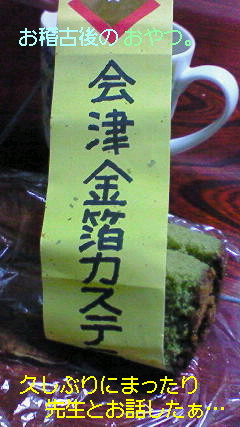 お稽古後の おやつ。
会津金箔カステ
久しぶりにまったり
先生とお話したぁ…